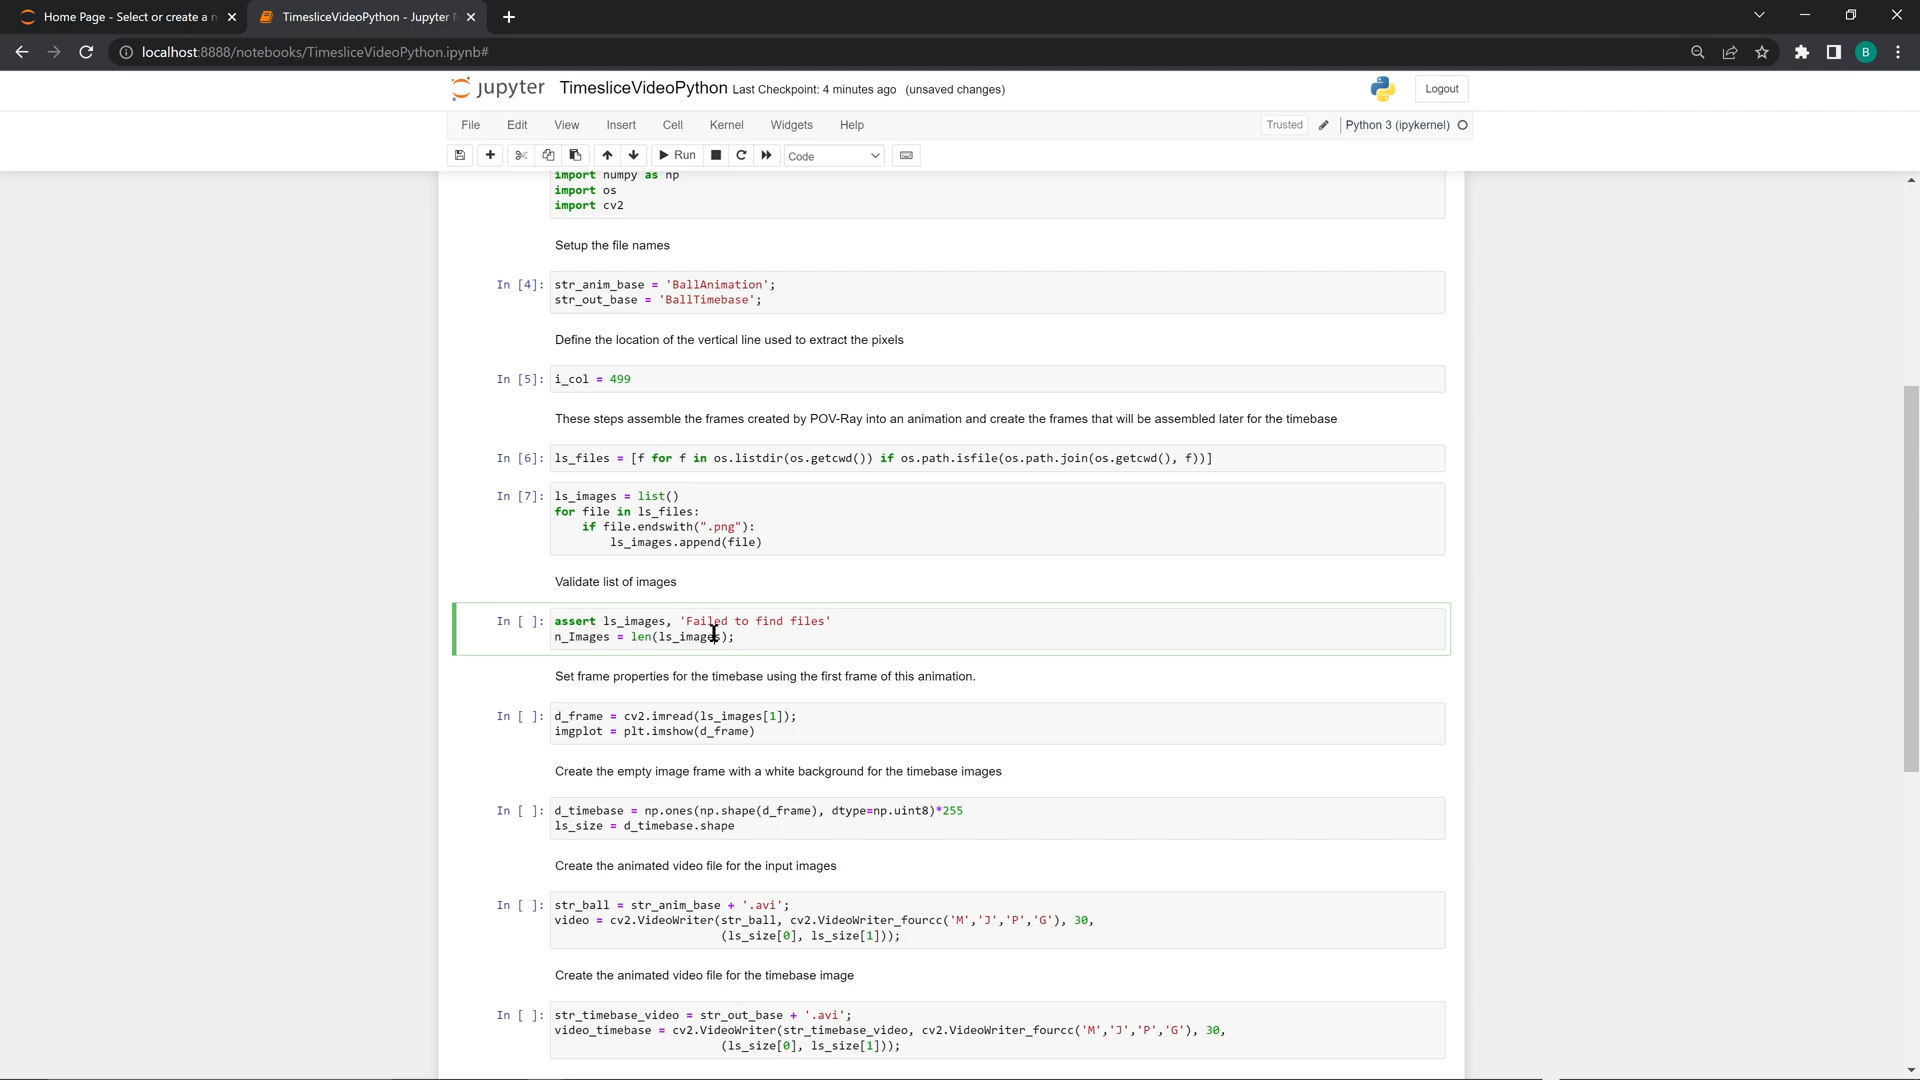 Home Page - Select or create a n
TimesliceVideoPython - Jupyter N
localhost:8888/notebooks/TimesliceVideoPython.ipynb#
B
jupyter TimesliceVideoPython Last Checkpoint: 4 minutes ago (unsaved changes)
Logout
File Edit View Insert Cell Kernel Widgets Help
Trusted Python 3 (ipykernel)
Run Code
import numpy as np
import os
import cv2
Setup the file names
In [4]: str_anim_base = 'BallAnimation';
str_out_base = 'BallTimebase';
Define the location of the vertical line used to extract the pixels
In [5]: i_col = 499
These steps assemble the frames created by POV-Ray into an animation and create the frames that will be assembled later for the timebase
In [6]: ls_files = [f for f in os.listdir(os.getcwd()) if os.path.isfile(os.path.join(os.getcwd(), f))]
In [7]: ls_images = list()
for file in ls_files:
    if file.endswith(".png"):
        ls_images.append(file)
Validate list of images
In [ ]: assert ls_images, 'Failed to find files'
n_Images = len(ls_images);
Set frame properties for the timebase using the first frame of this animation.
In [ ]: d_frame = cv2.imread(ls_images[1]);
imgplot = plt.imshow(d_frame)
Create the empty image frame with a white background for the timebase images
In [ ]: d_timebase = np.ones(np.shape(d_frame), dtype=np.uint8)*255
ls_size = d_timebase.shape
Create the animated video file for the input images
In [ ]: str_ball = str_anim_base + '.avi';
video = cv2.VideoWriter(str_ball, cv2.VideoWriter_fourcc('M','J','P','G'), 30,
(ls_size[0], ls_size[1]));
Create the animated video file for the timebase image
In [ ]: str_timebase_video = str_out_base + '.avi';
video_timebase = cv2.VideoWriter(str_timebase_video, cv2.VideoWriter_fourcc('M','J','P','G'), 30,
(ls_size[0], ls_size[1]));